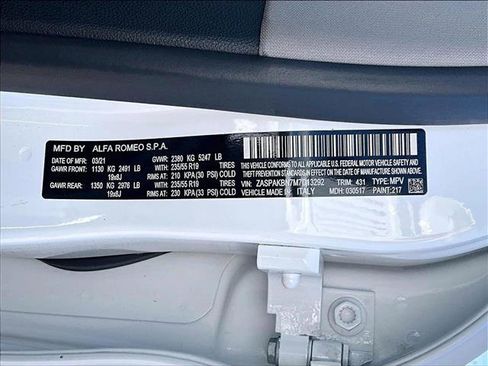 MFD BY ALFA ROMEO S.P.A.
03/21 GVWR: 2380 KG 5247 LB
GAWR FRONT: 1130 KG 2491 LB WITH: 235/55 R19 TIRES
19x8J RIMS AT: 210 KPA(30 PSI) COLD
GAWR REAR: 1350 KG 2976 LB WITH: 235/55 R19 TIRES
19x8J RIMS AT: 230 KPA (33 PSI) COLD
THIS VEHICLE CONFORMS TO ALL APPLICABLE U.S. FEDERAL MOTOR VEHICLE
SAFETY, BUMPER, AND THEFT PREVENTION STANDARDS IN EFFECT ON
THE DATE OF MANUFACTURE SHOWN ABOVE.
VEHICLE I.D. NO.: TRIM: 431 TYPE: MPV
MADE IN: ITALY MDH: 030517 PAINT: 217